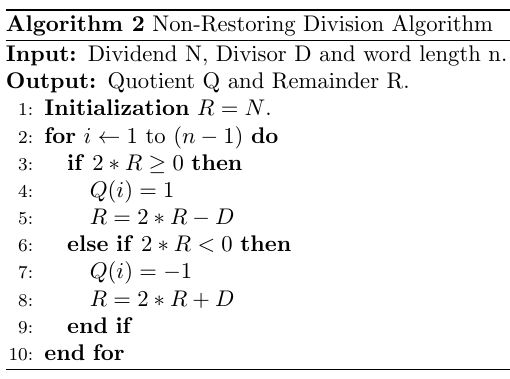 Algorithm 2 Non-Restoring Division Algorithm
Input: Dividend N, Divisor D and word length n.
Output: Quotient Q and Remainder R.
1: Initialization R = N.
2: for i ← 1 to (n − 1) do
3: if 2 ∗ R ≥ 0 then
4: Q(i) = 1
5: R = 2 ∗ R − D
6: else if 2 ∗ R < 0 then
7: Q(i) = −1
8: R = 2 ∗ R + D
9: end if
10: end for